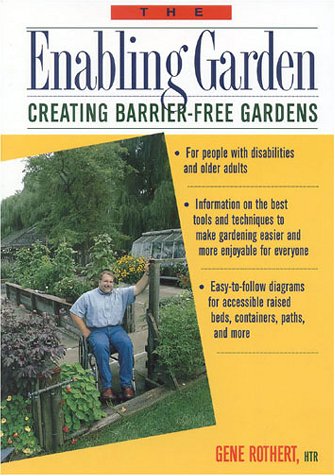 THE
Enabling Garden
CREATING BARRIER-FREE GARDENS
• For people with disabilities
and older adults
• Information on the best
tools and techniques to
make gardening easier and
more enjoyable for everyone
• Easy-to-follow diagrams
for accessible raised
beds, containers, paths,
and more
GENE ROTHERT, HTR